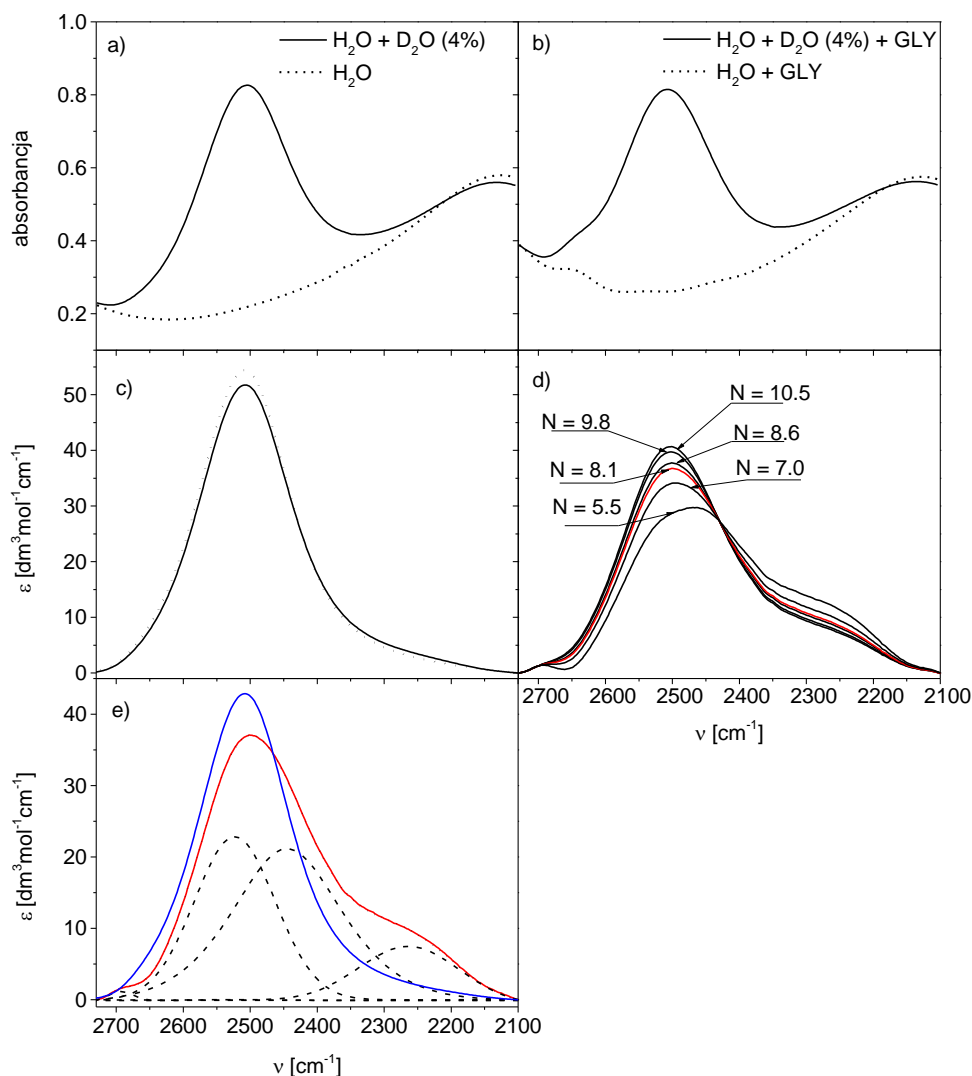 a)
H₂O + D₂O (4%)
H₂O
b)
H₂O + D₂O (4%) + GLY
H₂O + GLY
absorbancja
1.0
0.8
0.6
0.4
0.2
c)
ε [dm³mol⁻¹cm⁻¹]
50
40
30
20
10
0
d)
N = 10.5
N = 9.8
N = 8.6
N = 8.1
N = 7.0
N = 5.5
2700 2600 2500 2400 2300 2200 2100
ν [cm⁻¹]
e)
ε [dm³mol⁻¹cm⁻¹]
40
30
20
10
0
2700 2600 2500 2400 2300 2200 2100
ν [cm⁻¹]